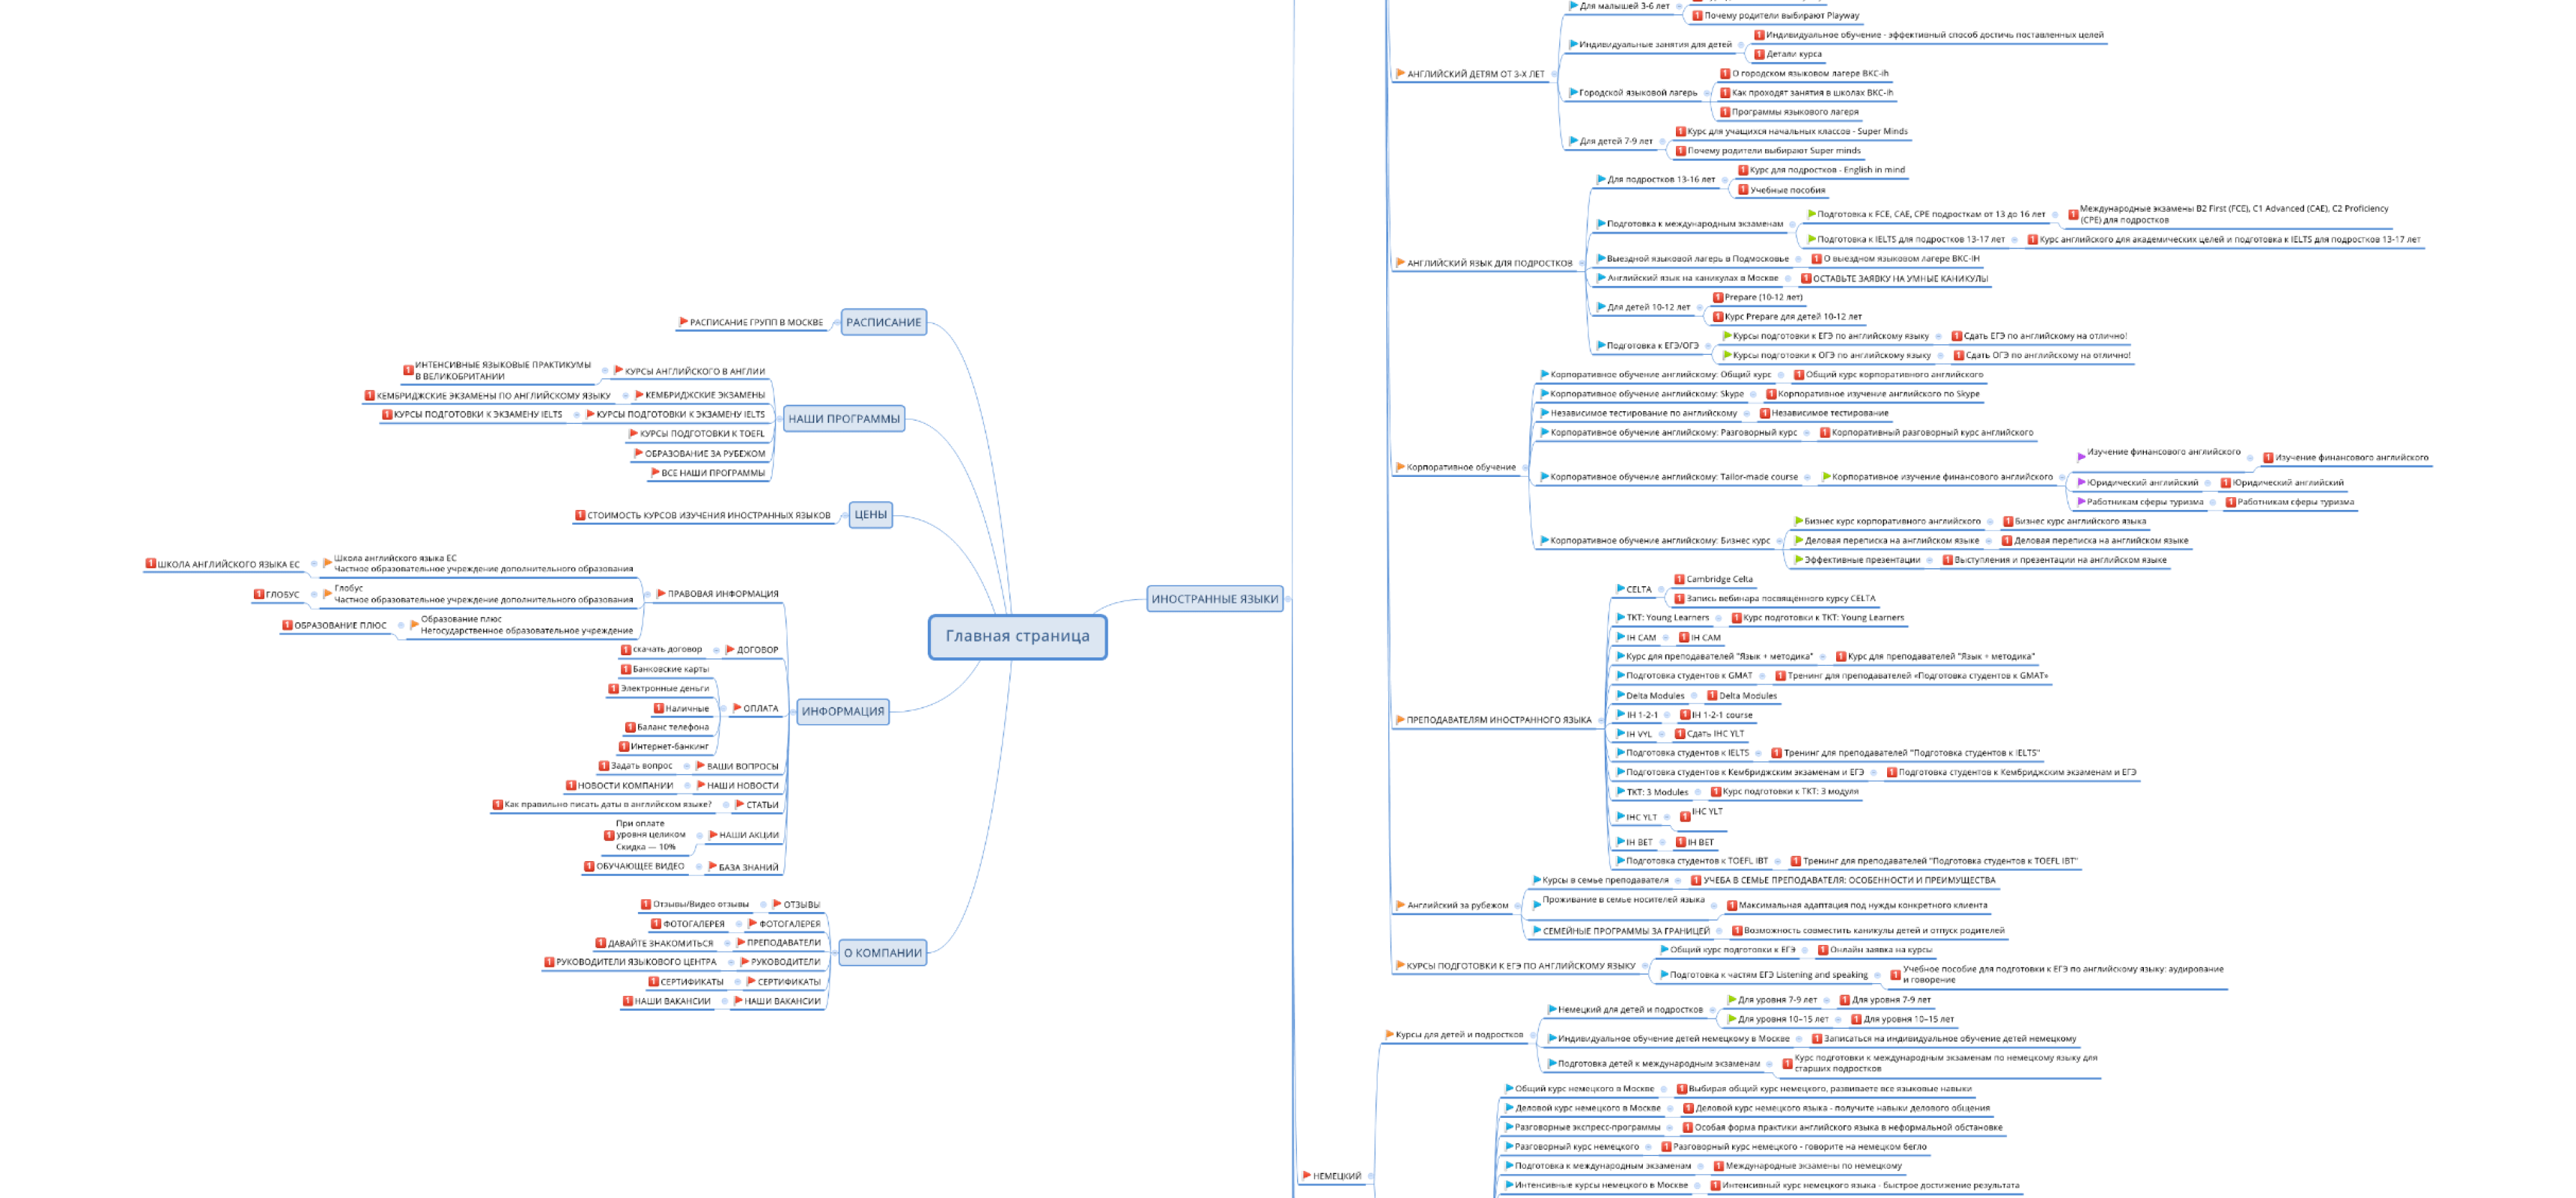 РАСПИСАНИЕ ГРУПП В МОСКВЕ
РАСПИСАНИЕ
ИНТЕНСИВНЫЕ ЯЗЫКОВЫЕ ПРАКТИКУМЫ
В ВЕЛИКОБРИТАНИИ
КУРСЫ АНГЛИЙСКОГО В АНГЛИИ
КЕМБРИДЖСКИЕ ЭКЗАМЕНЫ ПО АНГЛИЙСКОМУ ЯЗЫКУ
КЕМБРИДЖСКИЕ ЭКЗАМЕНЫ
КУРСЫ ПОДГОТОВКИ К ЭКЗАМЕНУ IELTS
КУРСЫ ПОДГОТОВКИ К ЭКЗАМЕНУ IELTS
НАШИ ПРОГРАММЫ
КУРСЫ ПОДГОТОВКИ К TOEFL
ОБРАЗОВАНИЕ ЗА РУБЕЖОМ
ВСЕ НАШИ ПРОГРАММЫ
СТОИМОСТЬ КУРСОВ ИЗУЧЕНИЯ ИНОСТРАННЫХ ЯЗЫКОВ
ЦЕНЫ
ШКОЛА АНГЛИЙСКОГО ЯЗЫКА ЕС
Школа английского языка ЕС
Частное образовательное учреждение дополнительного образования
ГЛОБУС
Глобус
Частное образовательное учреждение дополнительного образования
ПРАВОВАЯ ИНФОРМАЦИЯ
ОБРАЗОВАНИЕ ПЛЮС
Образование плюс
Негосударственное образовательное учреждение
скачать договор
ДОГОВОР
Банковские карты
Электронные деньги
Наличные
ОПЛАТА
Баланс телефона
Интернет-банкинг
ИНФОРМАЦИЯ
Задать вопрос
ВАШИ ВОПРОСЫ
НОВОСТИ КОМПАНИИ
НАШИ НОВОСТИ
Как правильно писать даты в английском языке?
СТАТЬИ
При оплате
уровня целиком
Скидка — 10%
НАШИ АКЦИИ
ОБУЧАЮЩЕЕ ВИДЕО
БАЗА ЗНАНИЙ
Отзывы/Видео отзывы
ОТЗЫВЫ
ФОТОГАЛЕРЕЯ
ФОТОГАЛЕРЕЯ
ДАВАЙТЕ ЗНАКОМИТЬСЯ
ПРЕПОДАВАТЕЛИ
О КОМПАНИИ
РУКОВОДИТЕЛИ ЯЗЫКОВОГО ЦЕНТРА
РУКОВОДИТЕЛИ
СЕРТИФИКАТЫ
СЕРТИФИКАТЫ
НАШИ ВАКАНСИИ
НАШИ ВАКАНСИИ
Главная страница
ИНОСТРАННЫЕ ЯЗЫКИ
Для малышей 3-6 лет
Почему родители выбирают Playway
Индивидуальные занятия для детей
Индивидуальное обучение - эффективный способ достичь поставленных целей
Детали курса
АНГЛИЙСКИЙ ДЕТЯМ ОТ 3-Х ЛЕТ
Городской языковой лагерь
О городском языковом лагере BKC-ih
Как проходят занятия в школах BKC-ih
Программы языкового лагеря
Для детей 7-9 лет
Курс для учащихся начальных классов - Super Minds
Почему родители выбирают Super minds
Для подростков 13-16 лет
Курс для подростков - English in mind
Учебные пособия
Подготовка к международным экзаменам
Подготовка к FCE, CAE, CPE подросткам от 13 до 16 лет
Международные экзамены B2 First (FCE), C1 Advanced (CAE), C2 Proficiency
(CPE) для подростков
Подготовка к IELTS для подростков 13-17 лет
Курс английского для академических целей и подготовка к IELTS для подростков 13-17 лет
АНГЛИЙСКИЙ ЯЗЫК ДЛЯ ПОДРОСТКОВ
Выездной языковой лагерь в Подмосковье
О выездном языковом лагере BKC-IH
Английский язык на каникулах в Москве
ОСТАВЬТЕ ЗАЯВКУ НА УМНЫЕ КАНИКУЛЫ
Для детей 10-12 лет
Prepare (10-12 лет)
Курс Prepare для детей 10-12 лет
Подготовка к ЕГЭ/ОГЭ
Курсы подготовки к ЕГЭ по английскому языку
Сдать ЕГЭ по английскому на отлично!
Курсы подготовки к ОГЭ по английскому языку
Сдать ОГЭ по английскому на отлично!
Корпоративное обучение английскому: Общий курс
Общий курс корпоративного английского
Корпоративное обучение английскому: Skype
Корпоративное изучение английского по Skype
Независимое тестирование по английскому
Независимое тестирование
Корпоративное обучение английскому: Разговорный курс
Корпоративный разговорный курс английского
Корпоративное обучение
Корпоративное обучение английскому: Tailor-made course
Корпоративное изучение финансового английского
Изучение финансового английского
Изучение финансового английского
Юридический английский
Юридический английский
Работникам сферы туризма
Работникам сферы туризма
Корпоративное обучение английскому: Бизнес курс
Бизнес курс корпоративного английского
Бизнес курс английского языка
Деловая переписка на английском языке
Деловая переписка на английском языке
Эффективные презентации
Выступления и презентации на английском языке
CELTA
Cambridge Celta
Запись вебинара посвящённого курсу CELTA
TKT: Young Learners
Курс подготовки к TKT: Young Learners
IH CAM
IH CAM
Курс для преподавателей "Язык + методика"
Курс для преподавателей "Язык + методика"
Подготовка студентов к GMAT
Тренинг для преподавателей «Подготовка студентов к GMAT»
Delta Modules
Delta Modules
IH 1-2-1
IH 1-2-1 course
ПРЕПОДАВАТЕЛЯМ ИНОСТРАННОГО ЯЗЫКА
IH VYL
Сдать IHC YLT
Подготовка студентов к IELTS
Тренинг для преподавателей "Подготовка студентов к IELTS"
Подготовка студентов к Кембриджским экзаменам и ЕГЭ
Подготовка студентов к Кембриджским экзаменам и ЕГЭ
TKT: 3 Modules
Курс подготовки к TKT: 3 модуля
IHC YLT
IHC YLT
IH BET
IH BET
Подготовка студентов к TOEFL IBT
Тренинг для преподавателей "Подготовка студентов к TOEFL IBT"
Курсы в семье преподавателя
УЧЕБА В СЕМЬЕ ПРЕПОДАВАТЕЛЯ: ОСОБЕННОСТИ И ПРЕИМУЩЕСТВА
Английский за рубежом
Проживание в семье носителей языка
Максимальная адаптация под нужды конкретного клиента
СЕМЕЙНЫЕ ПРОГРАММЫ ЗА ГРАНИЦЕЙ
Возможность совместить каникулы детей и отпуск родителей
КУРСЫ ПОДГОТОВКИ К ЕГЭ ПО АНГЛИЙСКОМУ ЯЗЫКУ
Общий курс подготовки к ЕГЭ
Онлайн заявка на курсы
Подготовка к частям ЕГЭ Listening and speaking
Учебное пособие для подготовки к ЕГЭ по английскому языку: аудирование
и говорение
Курсы для детей и подростков
Немецкий для детей и подростков
Для уровня 7-9 лет
Для уровня 7-9 лет
Для уровня 10–15 лет
Для уровня 10–15 лет
Индивидуальное обучение детей немецкому в Москве
Записаться на индивидуальное обучение детей немецкому
Подготовка детей к международным экзаменам
Курс подготовки к международным экзаменам по немецкому языку для
старших подростков
Общий курс немецкого в Москве
Выбирая общий курс немецкого, развиваете все языковые навыки
Деловой курс немецкого в Москве
Деловой курс немецкого языка - получите навыки делового общения
Разговорные экспресс-программы
Особая форма практики английского языка в неформальной обстановке
Разговорный курс немецкого
Разговорный курс немецкого - говорите на немецком бегло
Подготовка к международным экзаменам
Международные экзамены по немецкому
НЕМЕЦКИЙ
Интенсивные курсы немецкого в Москве
Интенсивный курс немецкого языка - быстрое достижение результата